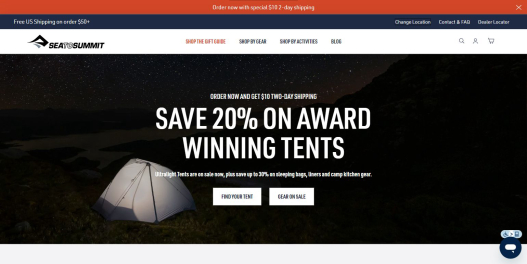 Order now with special $10 2-day shipping
Free US Shipping on order $50+
Change Location Contact & FAQ Dealer Locator
SEATOSUMMIT
SHOP THE GIFT GUIDE SHOP BY GEAR SHOP BY ACTIVITIES BLOG
ORDER NOW AND GET $10 TWO-DAY SHIPPING
SAVE 20% ON AWARD
WINNING TENTS
Ultralight Tents are on sale now, plus save up to 30% on sleeping bags, liners and camp kitchen gear.
FIND YOUR TENT GEAR ON SALE